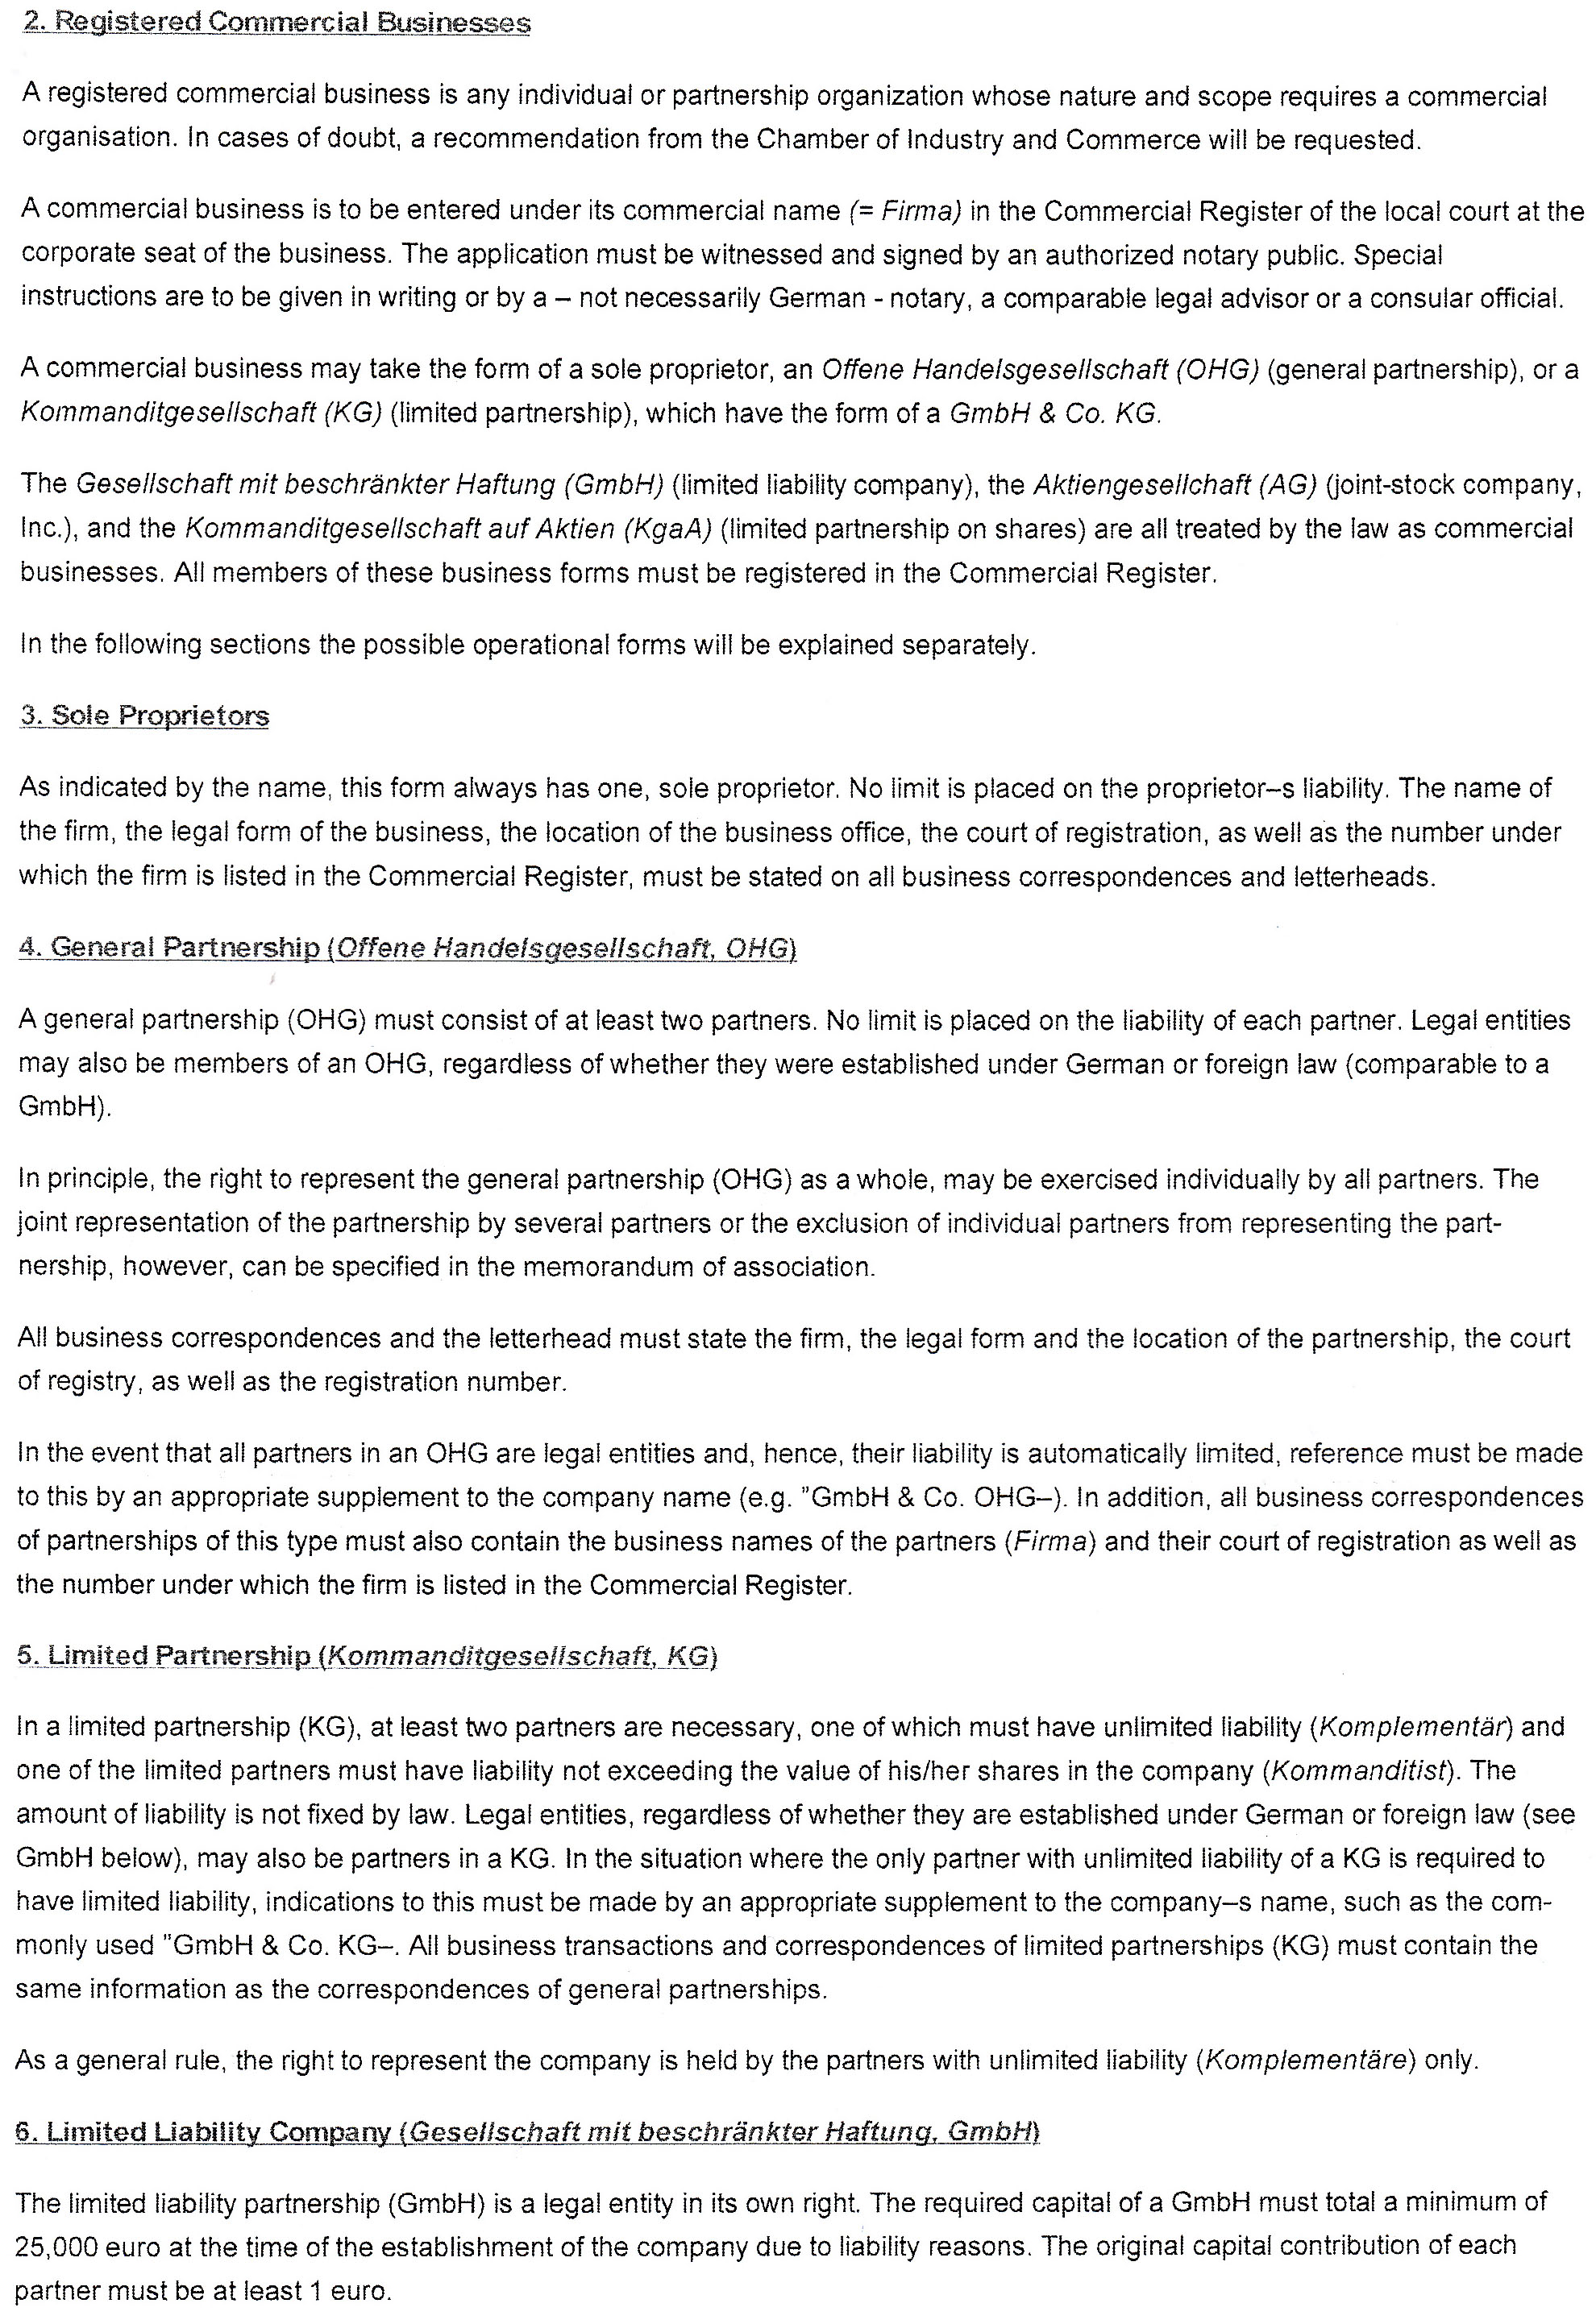 2. Registered Commercial Businesses
A registered commercial business is any individual or partnership organization whose nature and scope requires a commercial
organisation. In cases of doubt, a recommendation from the Chamber of Industry and Commerce will be requested.
A commercial business is to be entered under its commercial name (= Firma) in the Commercial Register of the local court at the
corporate seat of the business. The application must be witnessed and signed by an authorized notary public. Special
instructions are to be given in writing or by a – not necessarily German - notary, a comparable legal advisor or a consular official.
A commercial business may take the form of a sole proprietor, an Offene Handelsgesellschaft (OHG) (general partnership), or a
Kommanditgesellschaft (KG) (limited partnership), which have the form of a GmbH & Co. KG.
The Gesellschaft mit beschränkter Haftung (GmbH) (limited liability company), the Aktiengesellchaft (AG) (joint-stock company,
Inc.), and the Kommanditgesellschaft auf Aktien (KgaA) (limited partnership on shares) are all treated by the law as commercial
businesses. All members of these business forms must be registered in the Commercial Register.
In the following sections the possible operational forms will be explained separately.
3. Sole Proprietors
As indicated by the name, this form always has one, sole proprietor. No limit is placed on the proprietor–s liability. The name of
the firm, the legal form of the business, the location of the business office, the court of registration, as well as the number under
which the firm is listed in the Commercial Register, must be stated on all business correspondences and letterheads.
4. General Partnership (Offene Handelsgesellschaft, OHG)
A general partnership (OHG) must consist of at least two partners. No limit is placed on the liability of each partner. Legal entities
may also be members of an OHG, regardless of whether they were established under German or foreign law (comparable to a
GmbH).
In principle, the right to represent the general partnership (OHG) as a whole, may be exercised individually by all partners. The
joint representation of the partnership by several partners or the exclusion of individual partners from representing the part-
nership, however, can be specified in the memorandum of association.
All business correspondences and the letterhead must state the firm, the legal form and the location of the partnership, the court
of registry, as well as the registration number.
In the event that all partners in an OHG are legal entities and, hence, their liability is automatically limited, reference must be made
to this by an appropriate supplement to the company name (e.g. "GmbH & Co. OHG–). In addition, all business correspondences
of partnerships of this type must also contain the business names of the partners (Firma) and their court of registration as well as
the number under which the firm is listed in the Commercial Register.
5. Limited Partnership (Kommanditgesellschaft, KG)
In a limited partnership (KG), at least two partners are necessary, one of which must have unlimited liability (Komplementär) and
one of the limited partners must have liability not exceeding the value of his/her shares in the company (Kommanditist). The
amount of liability is not fixed by law. Legal entities, regardless of whether they are established under German or foreign law (see
GmbH below), may also be partners in a KG. In the situation where the only partner with unlimited liability of a KG is required to
have limited liability, indications to this must be made by an appropriate supplement to the company–s name, such as the com-
monly used "GmbH & Co. KG–. All business transactions and correspondences of limited partnerships (KG) must contain the
same information as the correspondences of general partnerships.
As a general rule, the right to represent the company is held by the partners with unlimited liability (Komplementäre) only.
6. Limited Liability Company (Gesellschaft mit beschränkter Haftung, GmbH)
The limited liability partnership (GmbH) is a legal entity in its own right. The required capital of a GmbH must total a minimum of
25,000 euro at the time of the establishment of the company due to liability reasons. The original capital contribution of each
partner must be at least 1 euro.